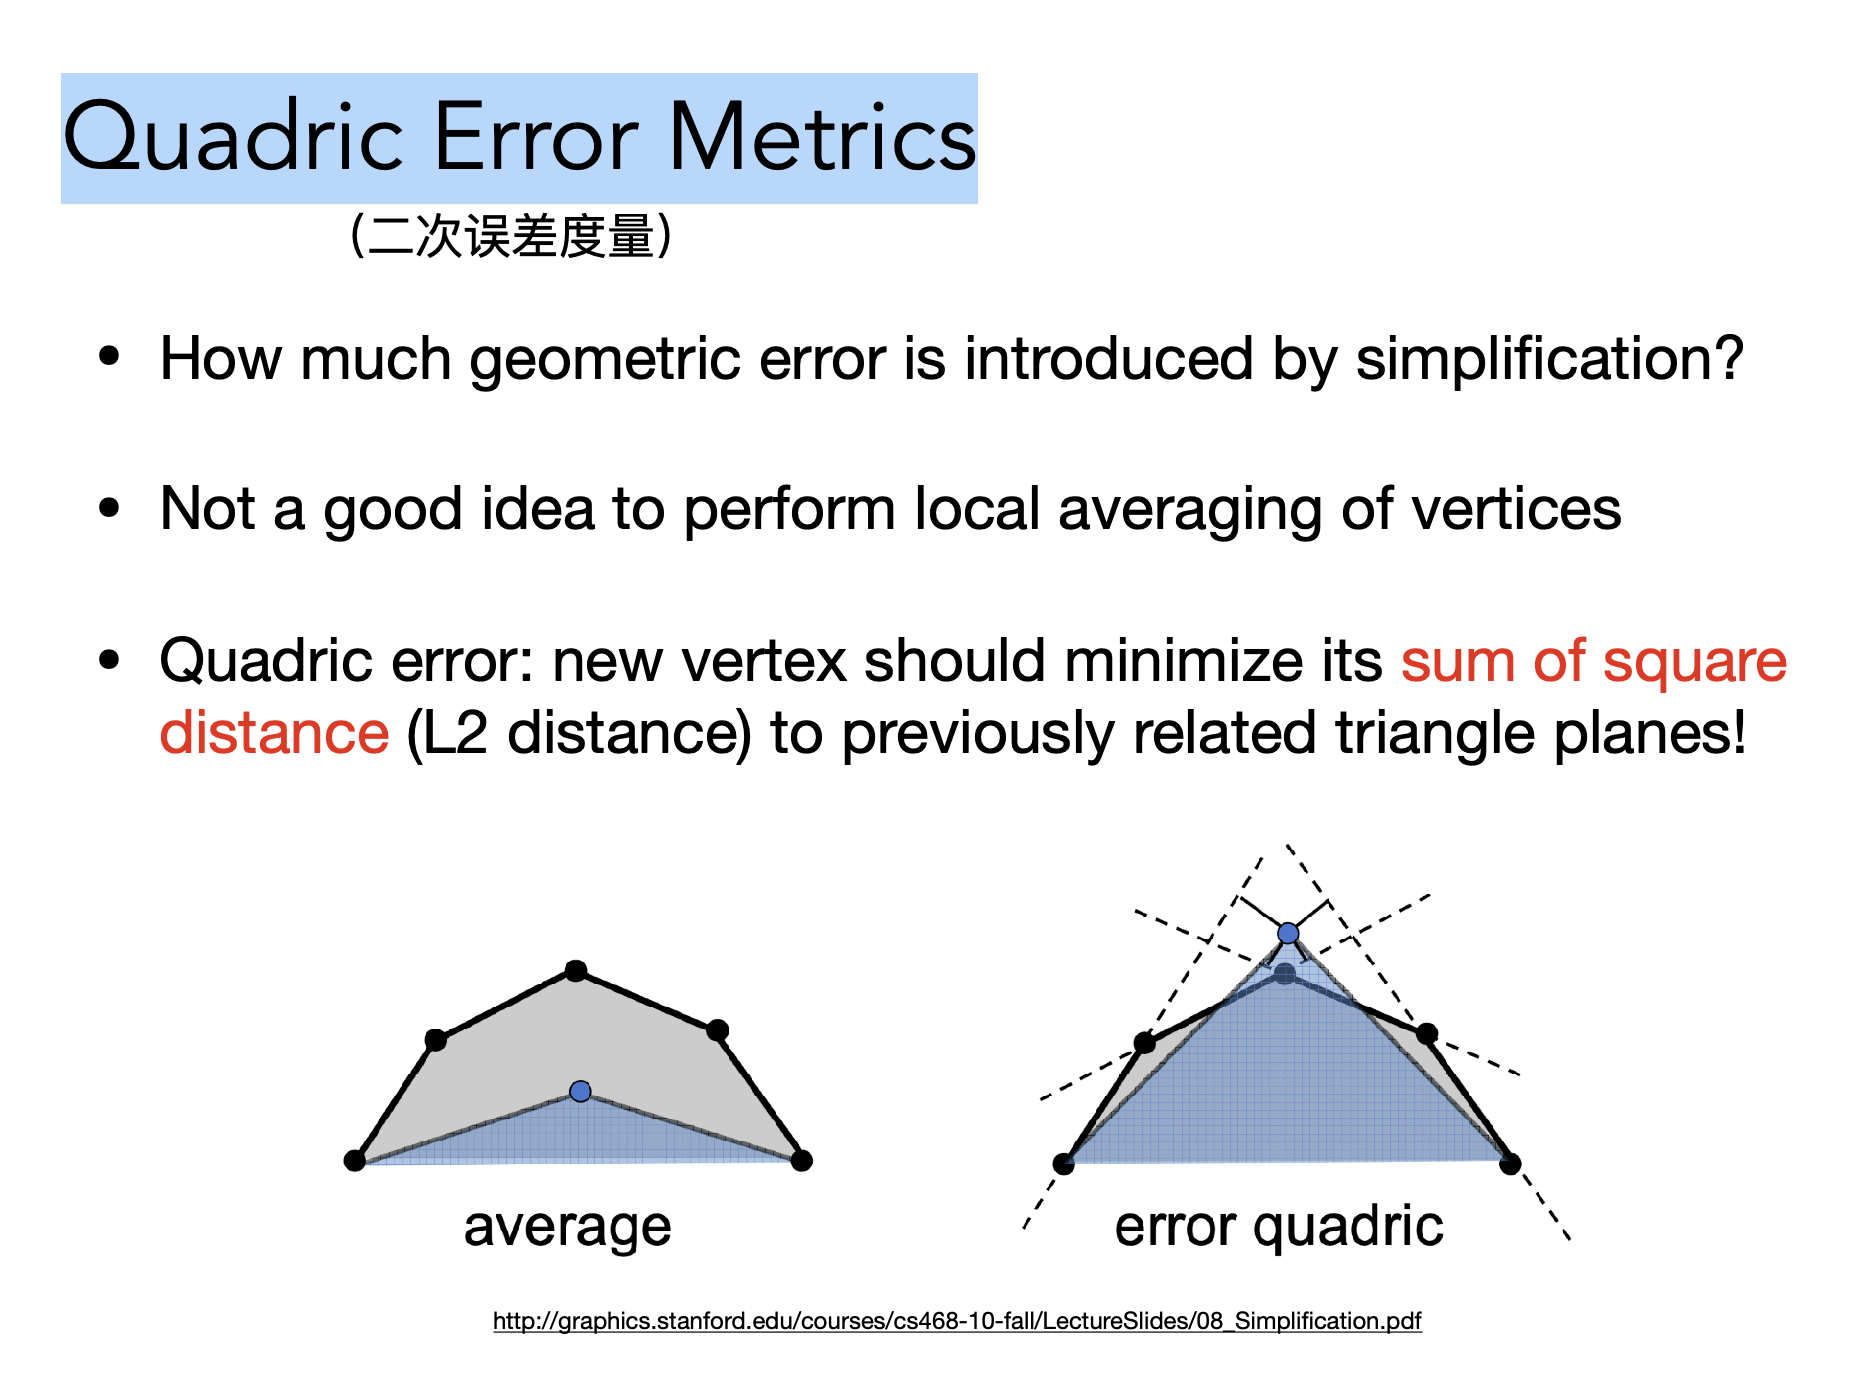 Quadric Error Metrics
（二次误差度量）
• How much geometric error is introduced by simplification?
• Not a good idea to perform local averaging of vertices
• Quadric error: new vertex should minimize its sum of square
distance (L2 distance) to previously related triangle planes!
average
error quadric
http://graphics.stanford.edu/courses/cs468-10-fall/LectureSlides/08_Simplification.pdf